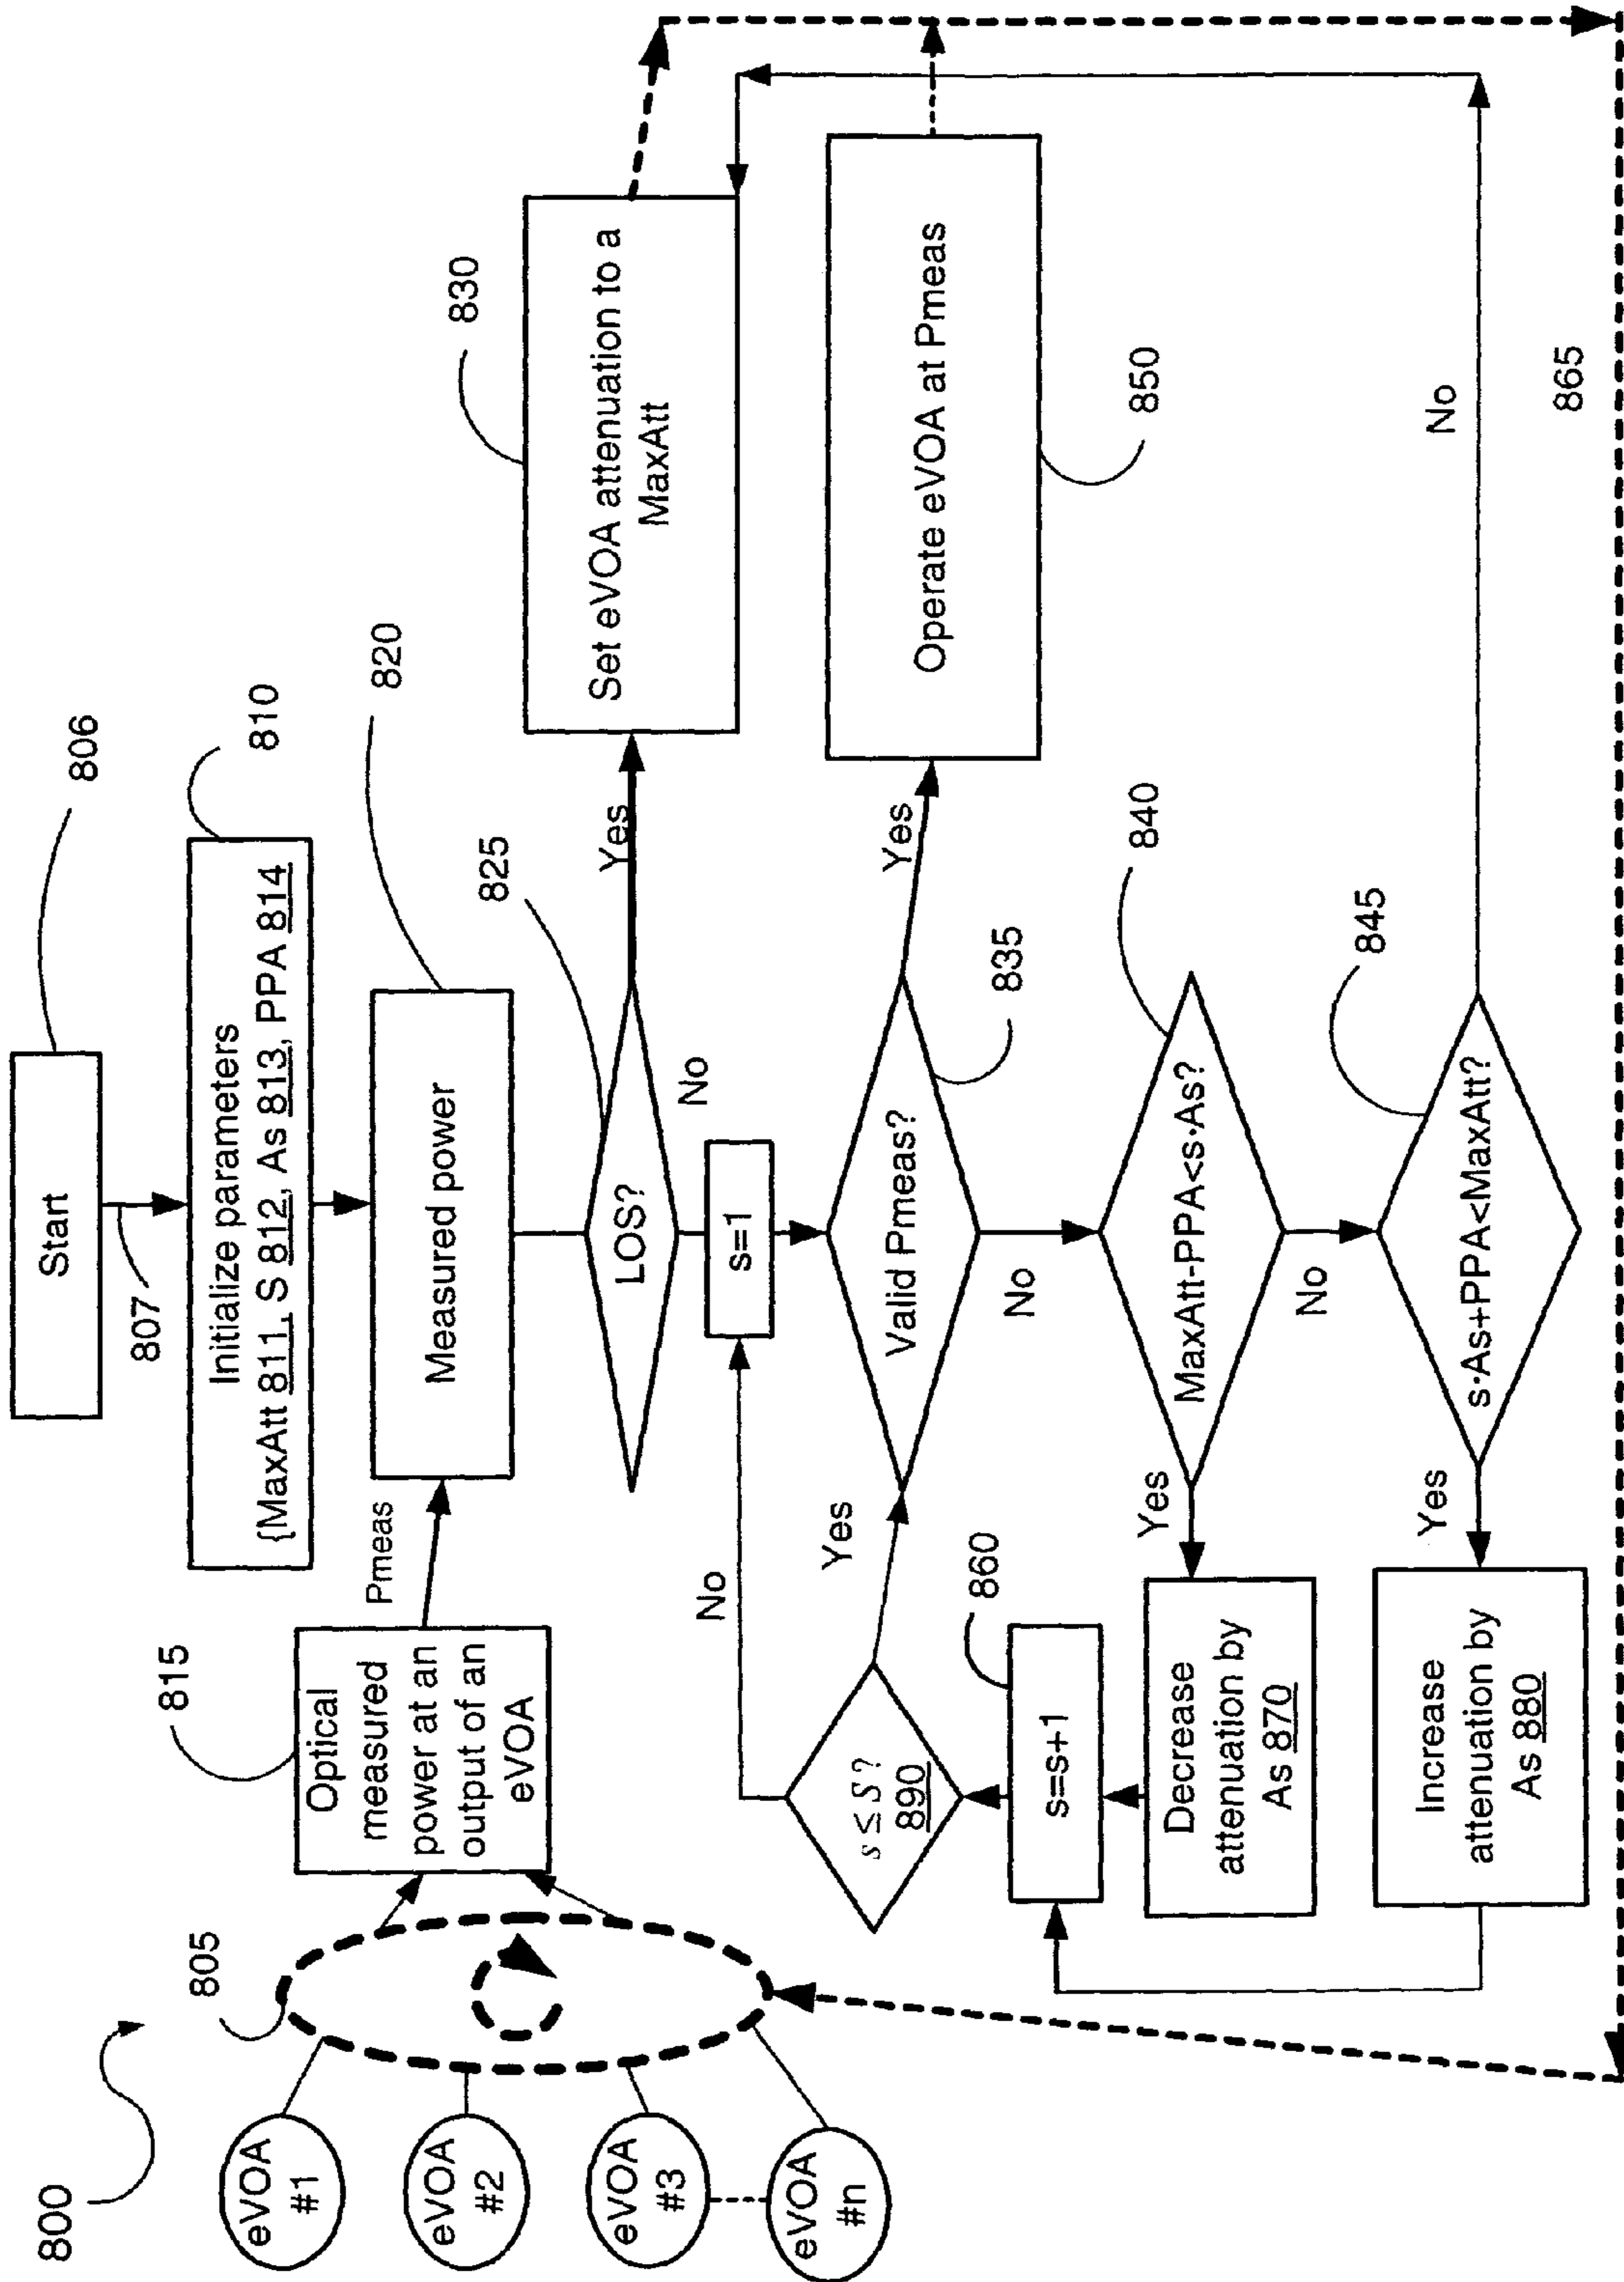 800
805
eVOA
#1
eVOA
#2
eVOA
#3
eVOA
#n
815
Optical
measured
power at an
output of an
eVOA
Pmeas
Start
806
807
Initialize parameters
{MaxAtt 811, S 812, As 813, PPA 814
810
Measured power
820
LOS?
825
Yes
No
Set eVOA attenuation to a
MaxAtt
830
s=1
No
s ≤ S ?
890
Yes
Valid Pmeas?
835
Yes
No
Operate eVOA at Pmeas
850
s=s+1
860
MaxAtt-PPA<s·As?
840
Yes
No
Decrease
attenuation by
As 870
s·As+PPA<MaxAtt?
845
Yes
No
Increase
attenuation by
As 880
865